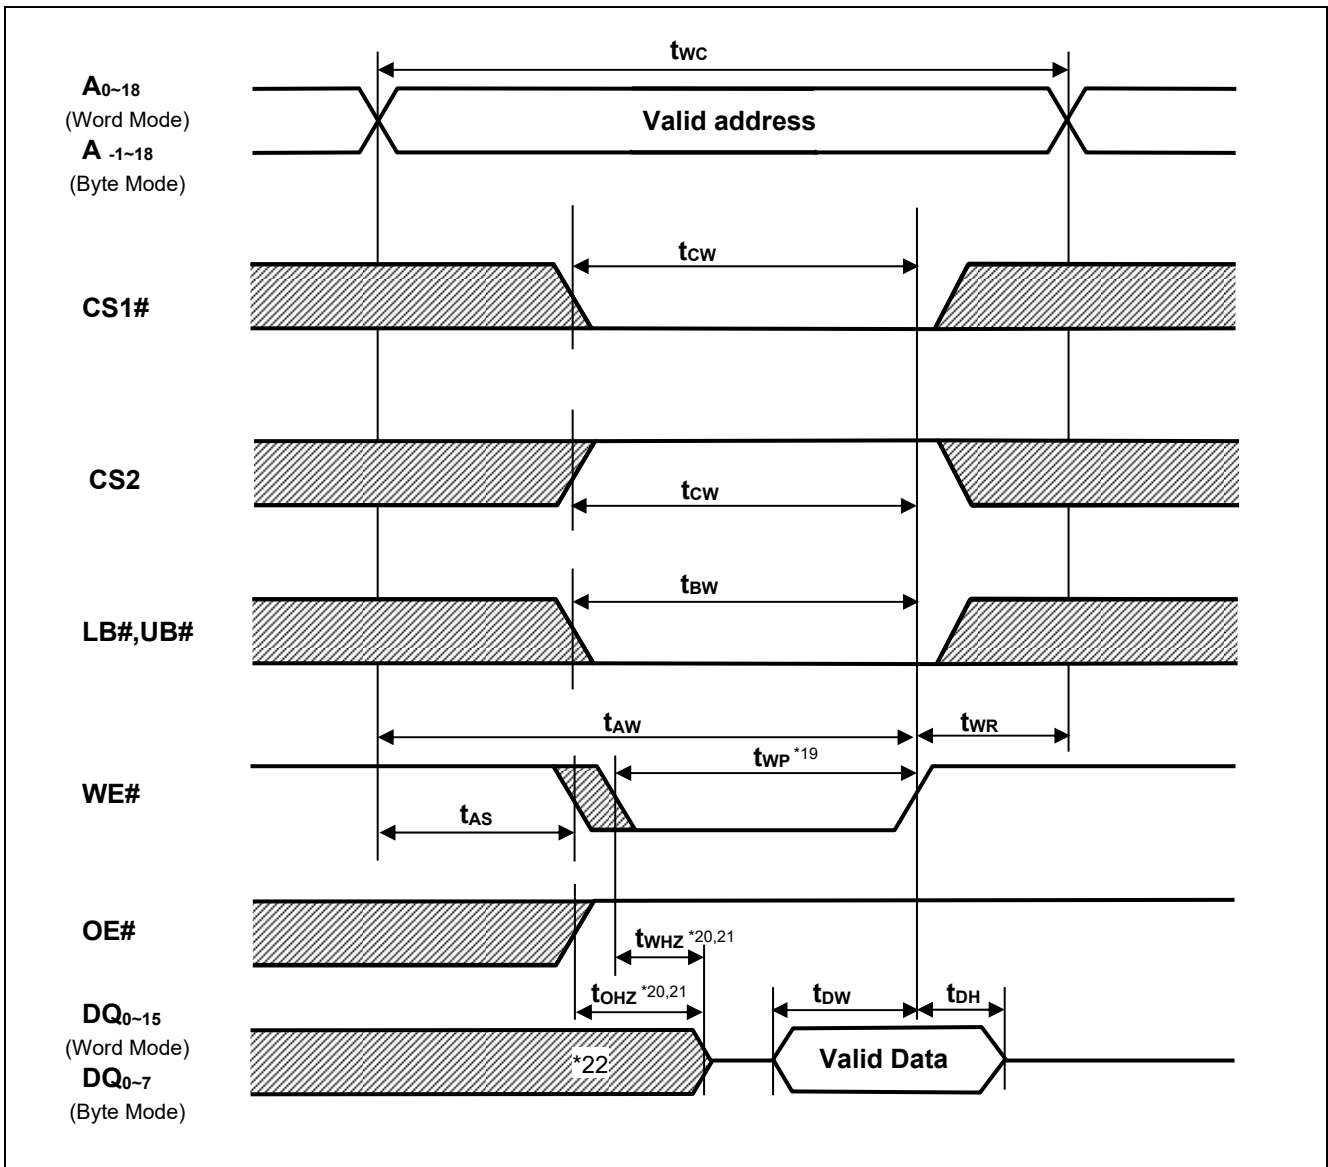 tWC
A0~18
(Word Mode)
Valid address
A -1~18
(Byte Mode)
tCW
CS1#
CS2
tCW
tBW
LB#,UB#
tAW
tWR
tWP *19
WE#
tAS
OE#
tWHZ *20,21
tOHZ *20,21
tDW
tDH
DQ0~15
(Word Mode)
*22
Valid Data
DQ0~7
(Byte Mode)